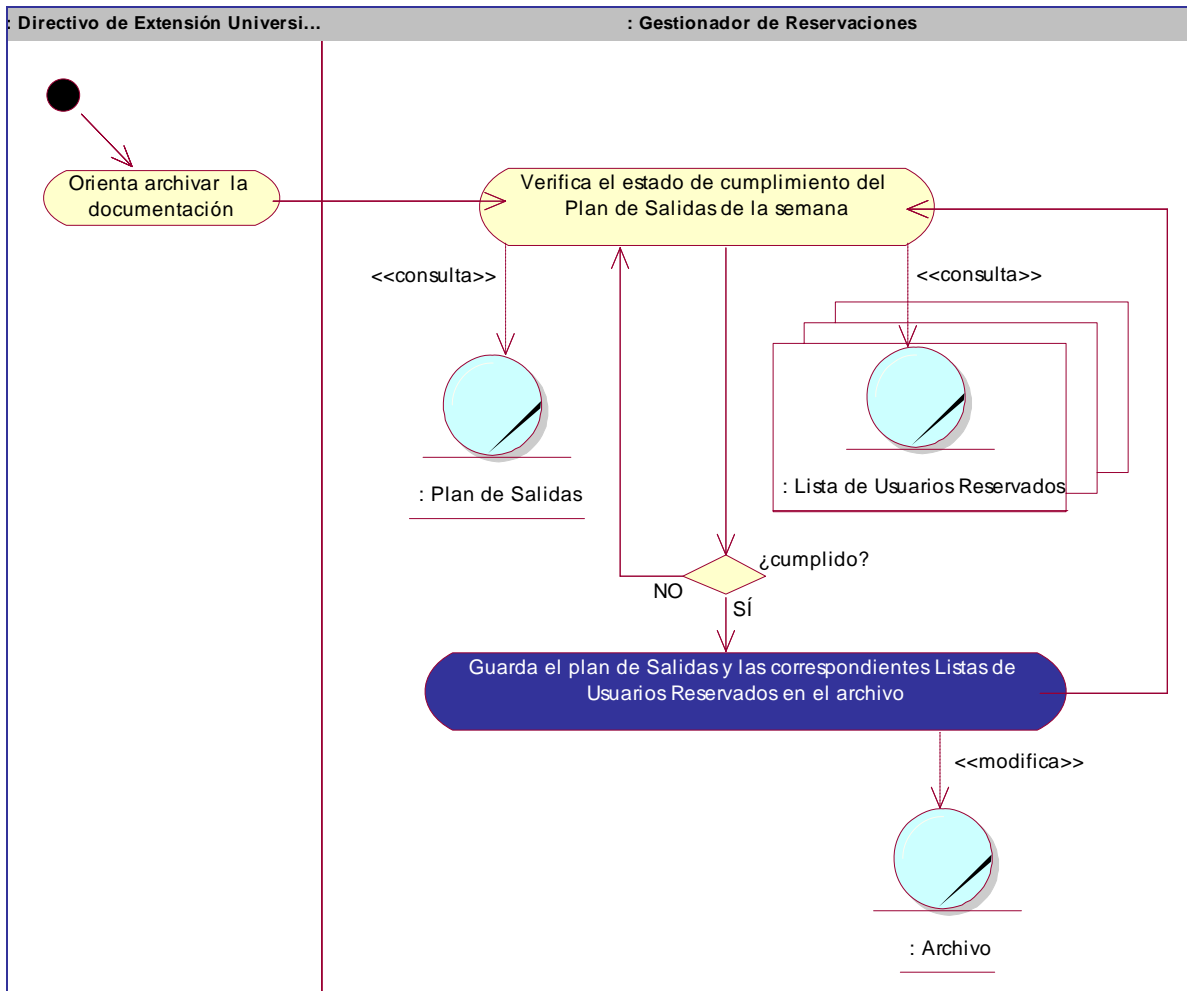 : Directivo de Extensión Universi...
: Gestionador de Reservaciones
Orienta archivar la
documentación
Verifica el estado de cumplimiento del
Plan de Salidas de la semana
<<consulta>>
<<consulta>>
: Plan de Salidas
: Lista de Usuarios Reservados
¿cumplido?
NO
SÍ
Guarda el plan de Salidas y las correspondientes Listas de
Usuarios Reservados en el archivo
<<modifica>>
: Archivo